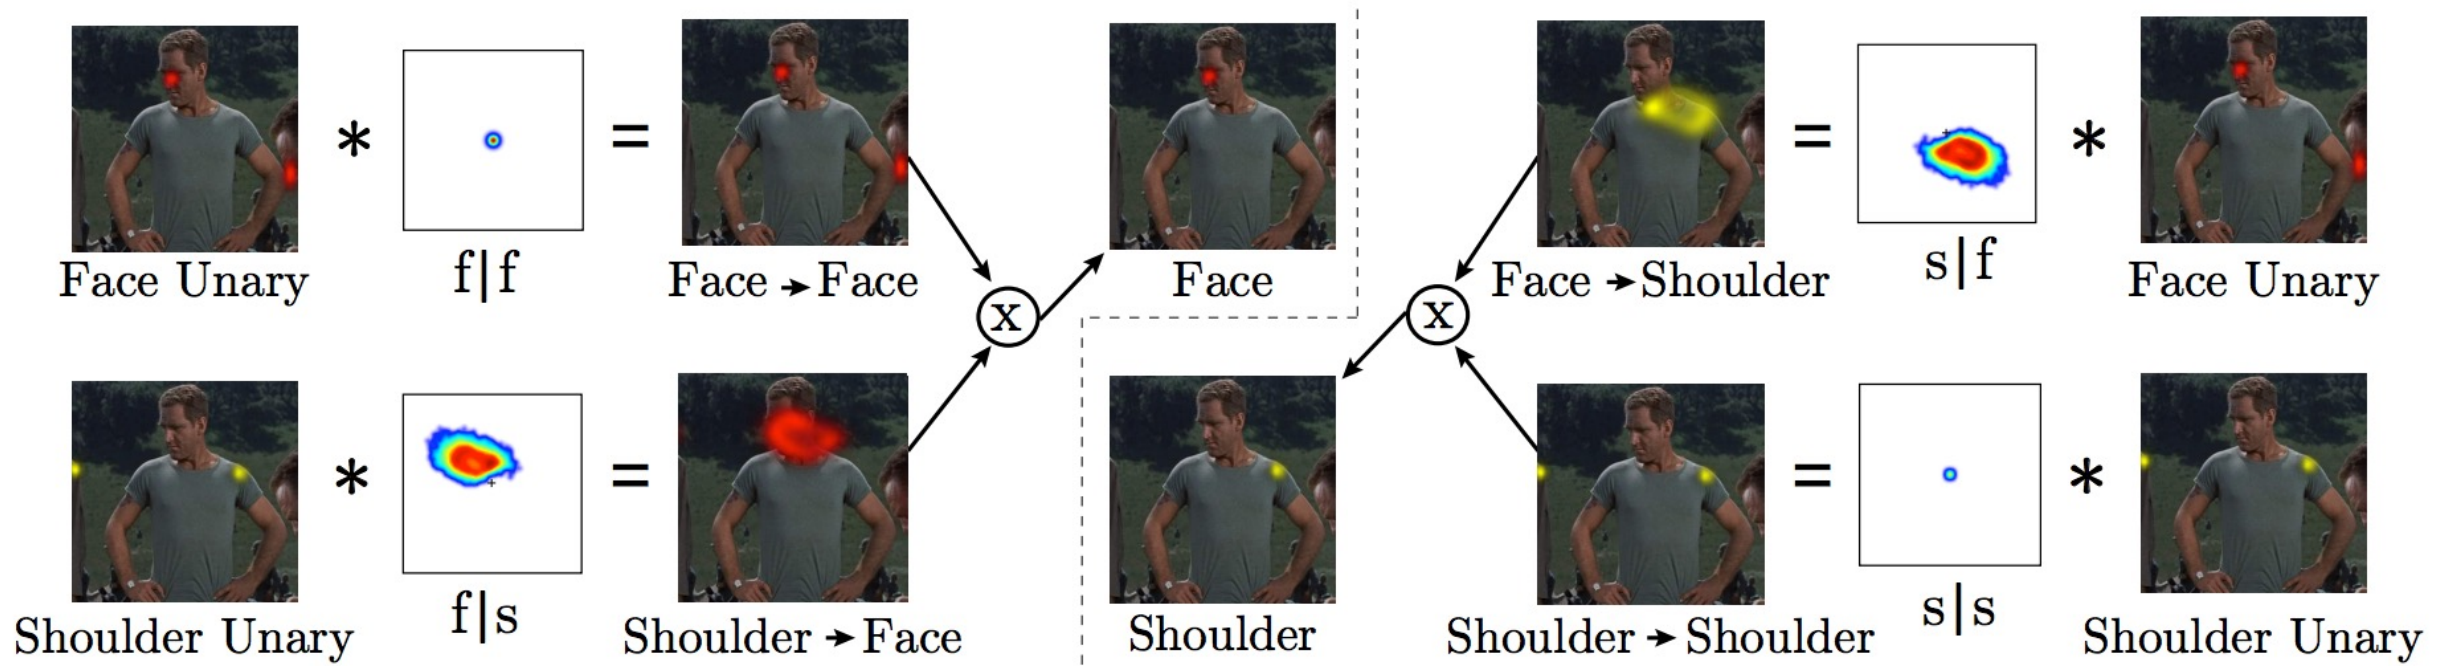 * = x = *
Face Unary f|f Face → Face Face Face → Shoulder s|f Face Unary
* = x = *
Shoulder Unary f|s Shoulder → Face Shoulder Shoulder → Shoulder s|s Shoulder Unary